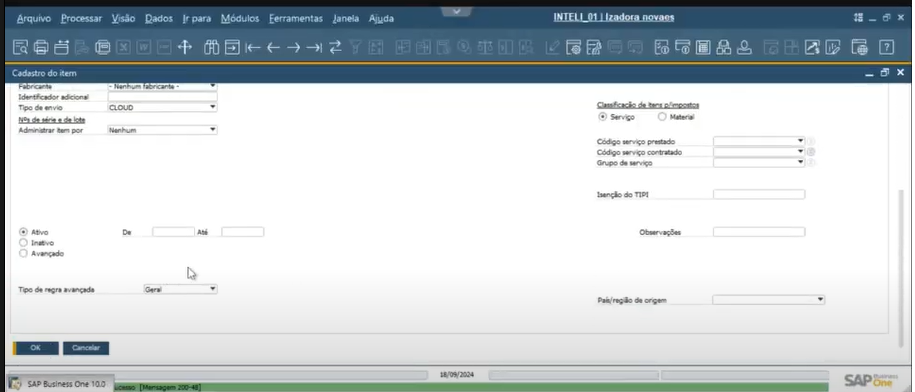 Arquivo Processar Visão Dados Ir para Módulos Ferramentas Janela Ajuda INTELI_01 | Izadora novaes
Cadastro do item
Fabricante - Nenhum fabricante -
Identificador adicional
Tipo de envio CLOUD
Classificação de itens p/impostos
Serviço Material
Nºs de série e de lote
Administrar item por Nenhum
Código serviço prestado
Código serviço contratado
Grupo de serviço
Isenção do TIPI
Ativo De Até
Observações
Inativo
Avançado
Tipo de regra avançada Geral
País/região de origem
OK Cancelar
18/09/2024
SAP Business One 10.0
[Mensagem 200-48]
SAP Business One